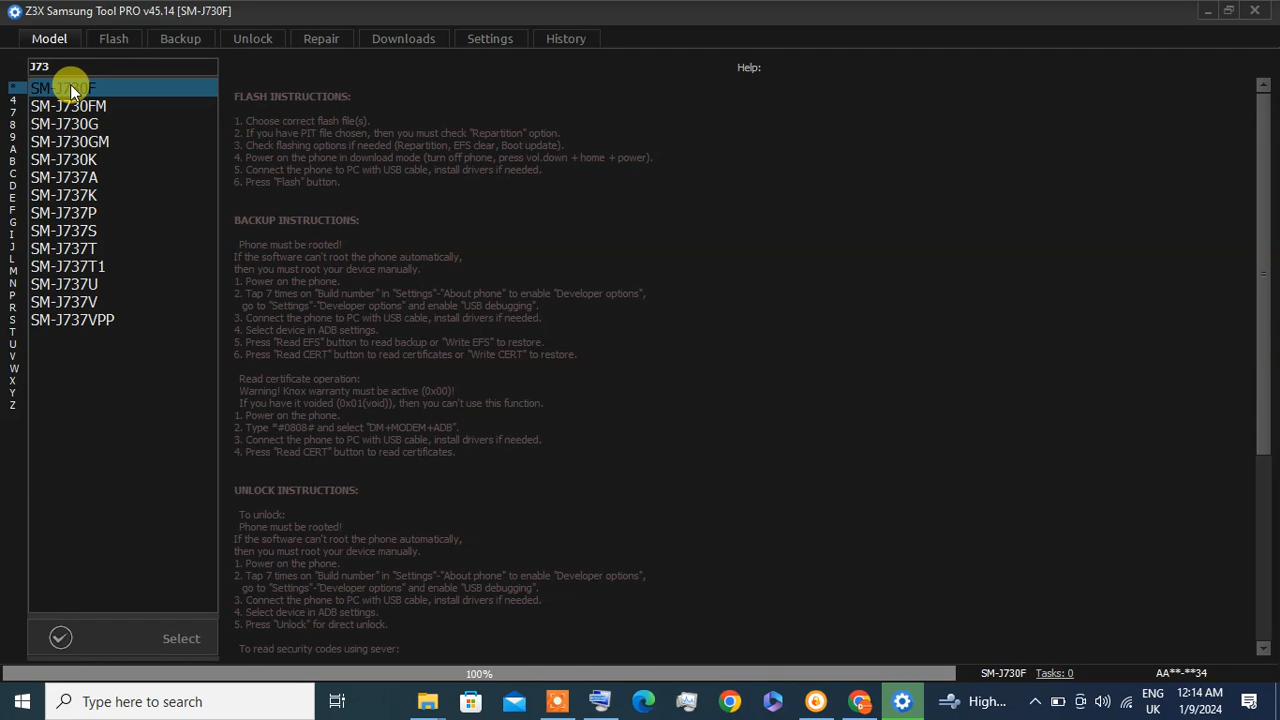 Z3X Samsung Tool PRO v45.14 [SM-J730F]
Model Flash Backup Unlock Repair Downloads Settings History
J73
Help:
*
4
7
8
9
A
B
C
D
E
F
G
I
J
L
M
N
P
R
S
T
U
V
W
X
Y
Z
SM-J730F
SM-J730FM
SM-J730G
SM-J730GM
SM-J730K
SM-J737A
SM-J737K
SM-J737P
SM-J737S
SM-J737T
SM-J737T1
SM-J737U
SM-J737V
SM-J737VPP
Select
FLASH INSTRUCTIONS:
1. Choose correct flash file(s).
2. If you have PIT file chosen, then you must check "Repartition" option.
3. Check flashing options if needed (Repartition, EFS clear, Boot update).
4. Power on the phone in download mode (turn off phone, press vol.down + home + power).
5. Connect the phone to PC with USB cable, install drivers if needed.
6. Press "Flash" button.
BACKUP INSTRUCTIONS:
Phone must be rooted!
If the software can't root the phone automatically,
then you must root your device manually.
1. Power on the phone.
2. Tap 7 times on "Build number" in "Settings"-"About phone" to enable "Developer options",
go to "Settings"-"Developer options" and enable "USB debugging".
3. Connect the phone to PC with USB cable, install drivers if needed.
4. Select device in ADB settings.
5. Press "Read EFS" button to read backup or "Write EFS" to restore.
6. Press "Read CERT" button to read certificates or "Write CERT" to restore.
Read certificate operation:
Warning! Knox warranty must be active (0x00)!
If you have it voided (0x01(void)), then you can't use this function.
1. Power on the phone.
2. Type *#0808# and select "DM+MODEM+ADB".
3. Connect the phone to PC with USB cable, install drivers if needed.
4. Press "Read CERT" button to read certificates.
UNLOCK INSTRUCTIONS:
To unlock:
Phone must be rooted!
If the software can't root the phone automatically,
then you must root your device manually.
1. Power on the phone.
2. Tap 7 times on "Build number" in "Settings"-"About phone" to enable "Developer options",
go to "Settings"-"Developer options" and enable "USB debugging".
3. Connect the phone to PC with USB cable, install drivers if needed.
4. Select device in ADB settings.
5. Press "Unlock" for direct unlock.
To read security codes using sever:
100%
SM-J730F Tasks: 0 AA**-**34
Type here to search
High...
ENG
UK
12:14 AM
1/9/2024